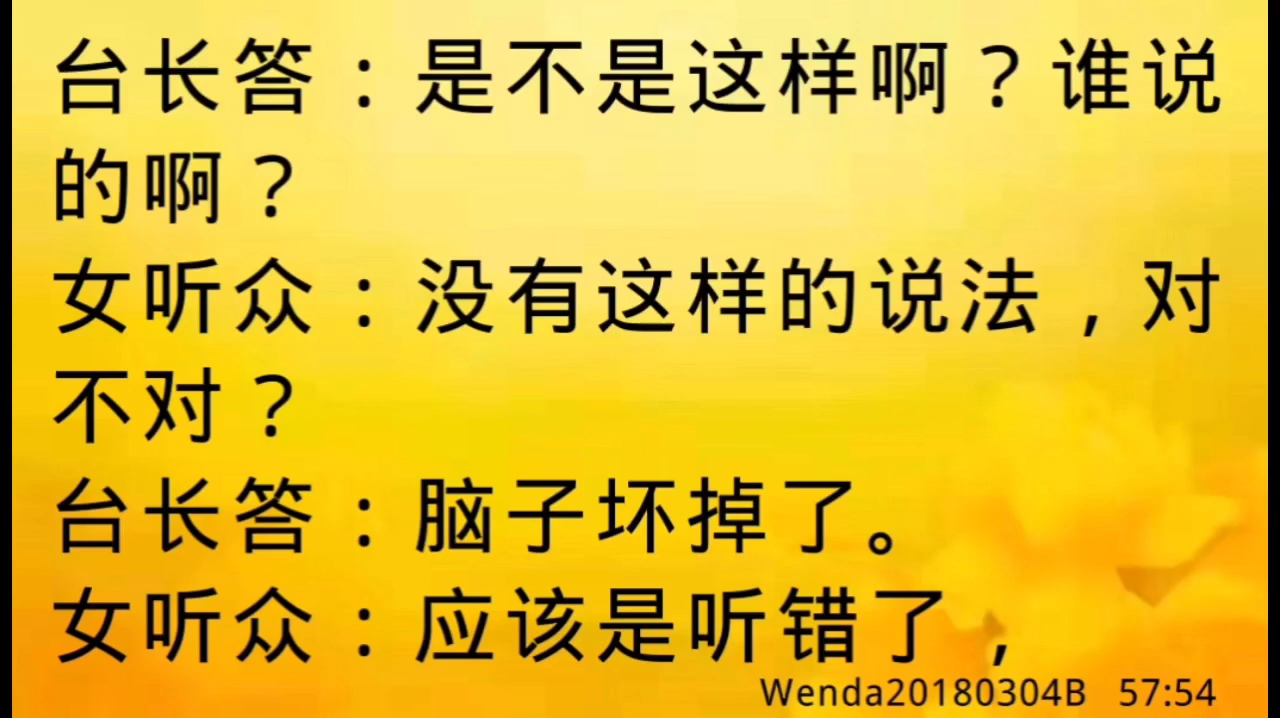 台长答：是不是这样啊？谁说
的啊？
女听众：没有这样的说法，对
不对？
台长答：脑子坏掉了。
女听众：应该是听错了，
Wenda20180304B 57:54